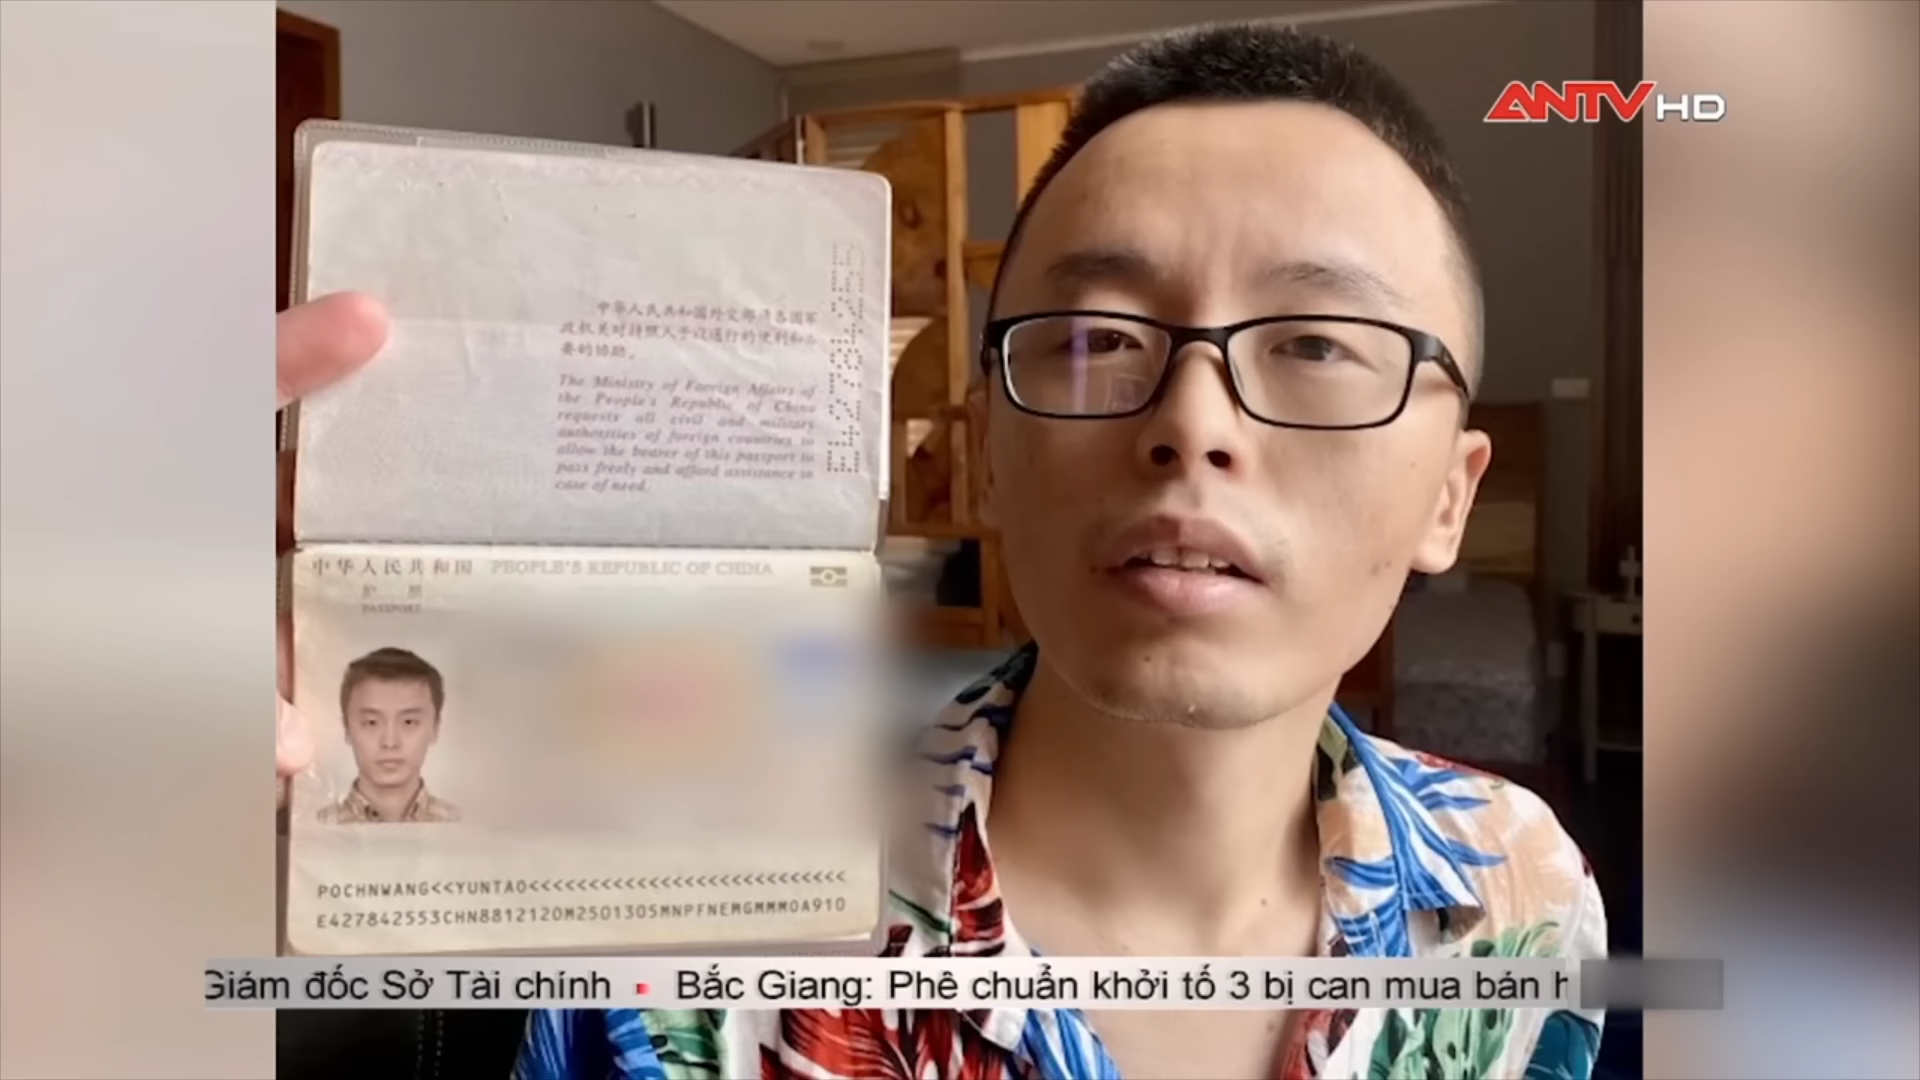 ANTV HD
E42784255
中华人民共和国外交部请各国军
政机关对持照人予以通行的便利和必
要的协助。
The Ministry of Foreign Affairs of
the People's Republic of China
requests all civil and military
authorities of foreign countries to
allow the bearer of this passport to
pass freely and afford assistance in
case of need.
中华人民共和国 PEOPLE'S REPUBLIC OF CHINA
护 照
PASSPORT
POCHNWANG<<YUNTAO<<<<<<<<<<<<<<<<<<<<<<<<<<<
E427842553CHN8812120M2501305MNPFNEMGMMMOA910
Giám đốc Sở Tài chính ▪ Bắc Giang: Phê chuẩn khởi tố 3 bị can mua bán h